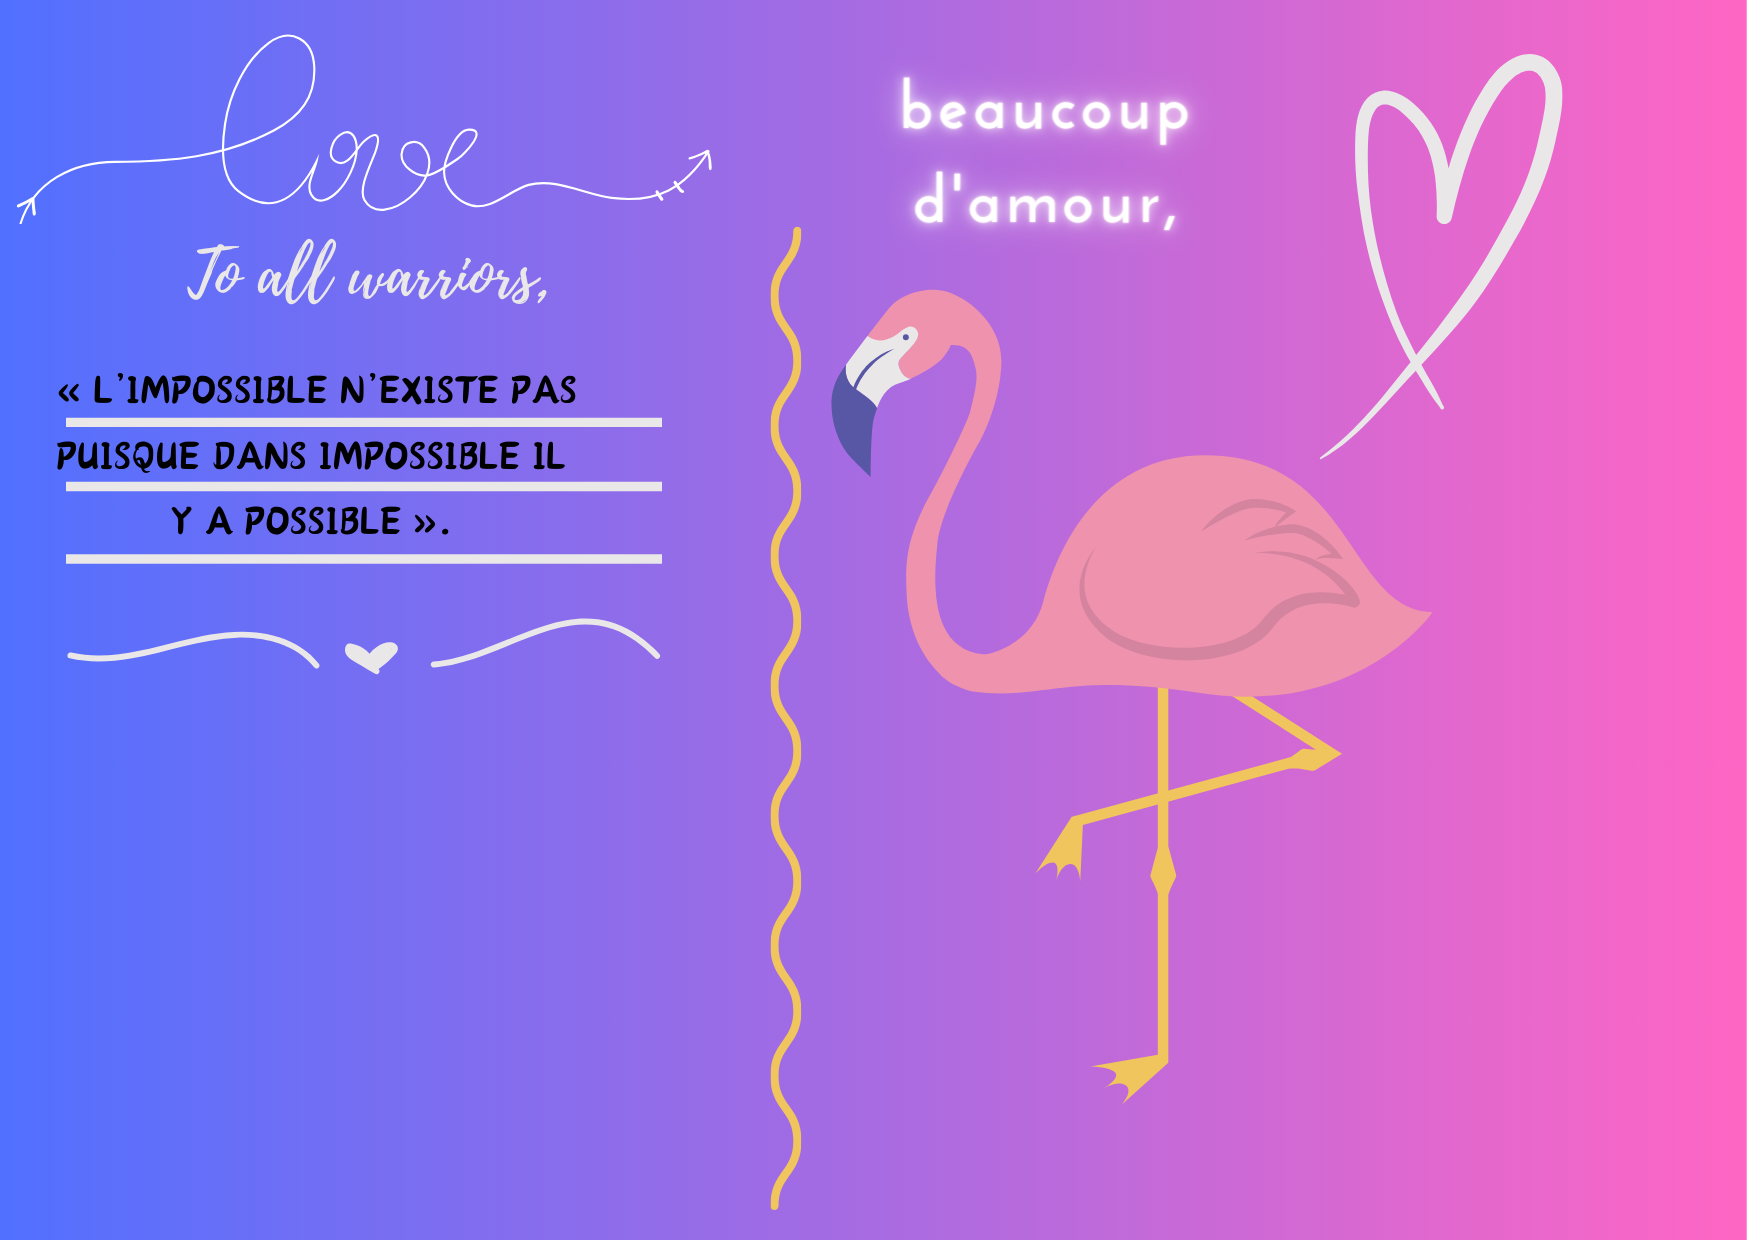 love
To all warriors,
« L'IMPOSSIBLE N'EXISTE PAS
PUISQUE DANS IMPOSSIBLE IL
Y A POSSIBLE ».
beaucoup
d'amour,